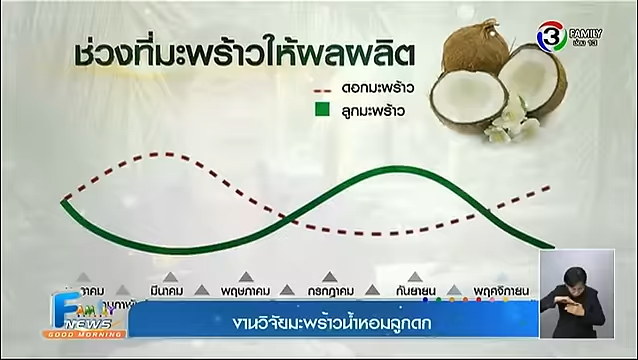 ช่วงที่มะพร้าวให้ผลผลิต
3 FAMILY
ช่อง 13
ดอกมะพร้าว
ลูกมะพร้าว
มีนาคม
พฤษภาคม
กรกฎาคม
กันยายน
พฤศจิกายน
FAMILY
NEWS
GOOD MORNING
งานวิจัยมะพร้าวน้ำหอมลูกดก